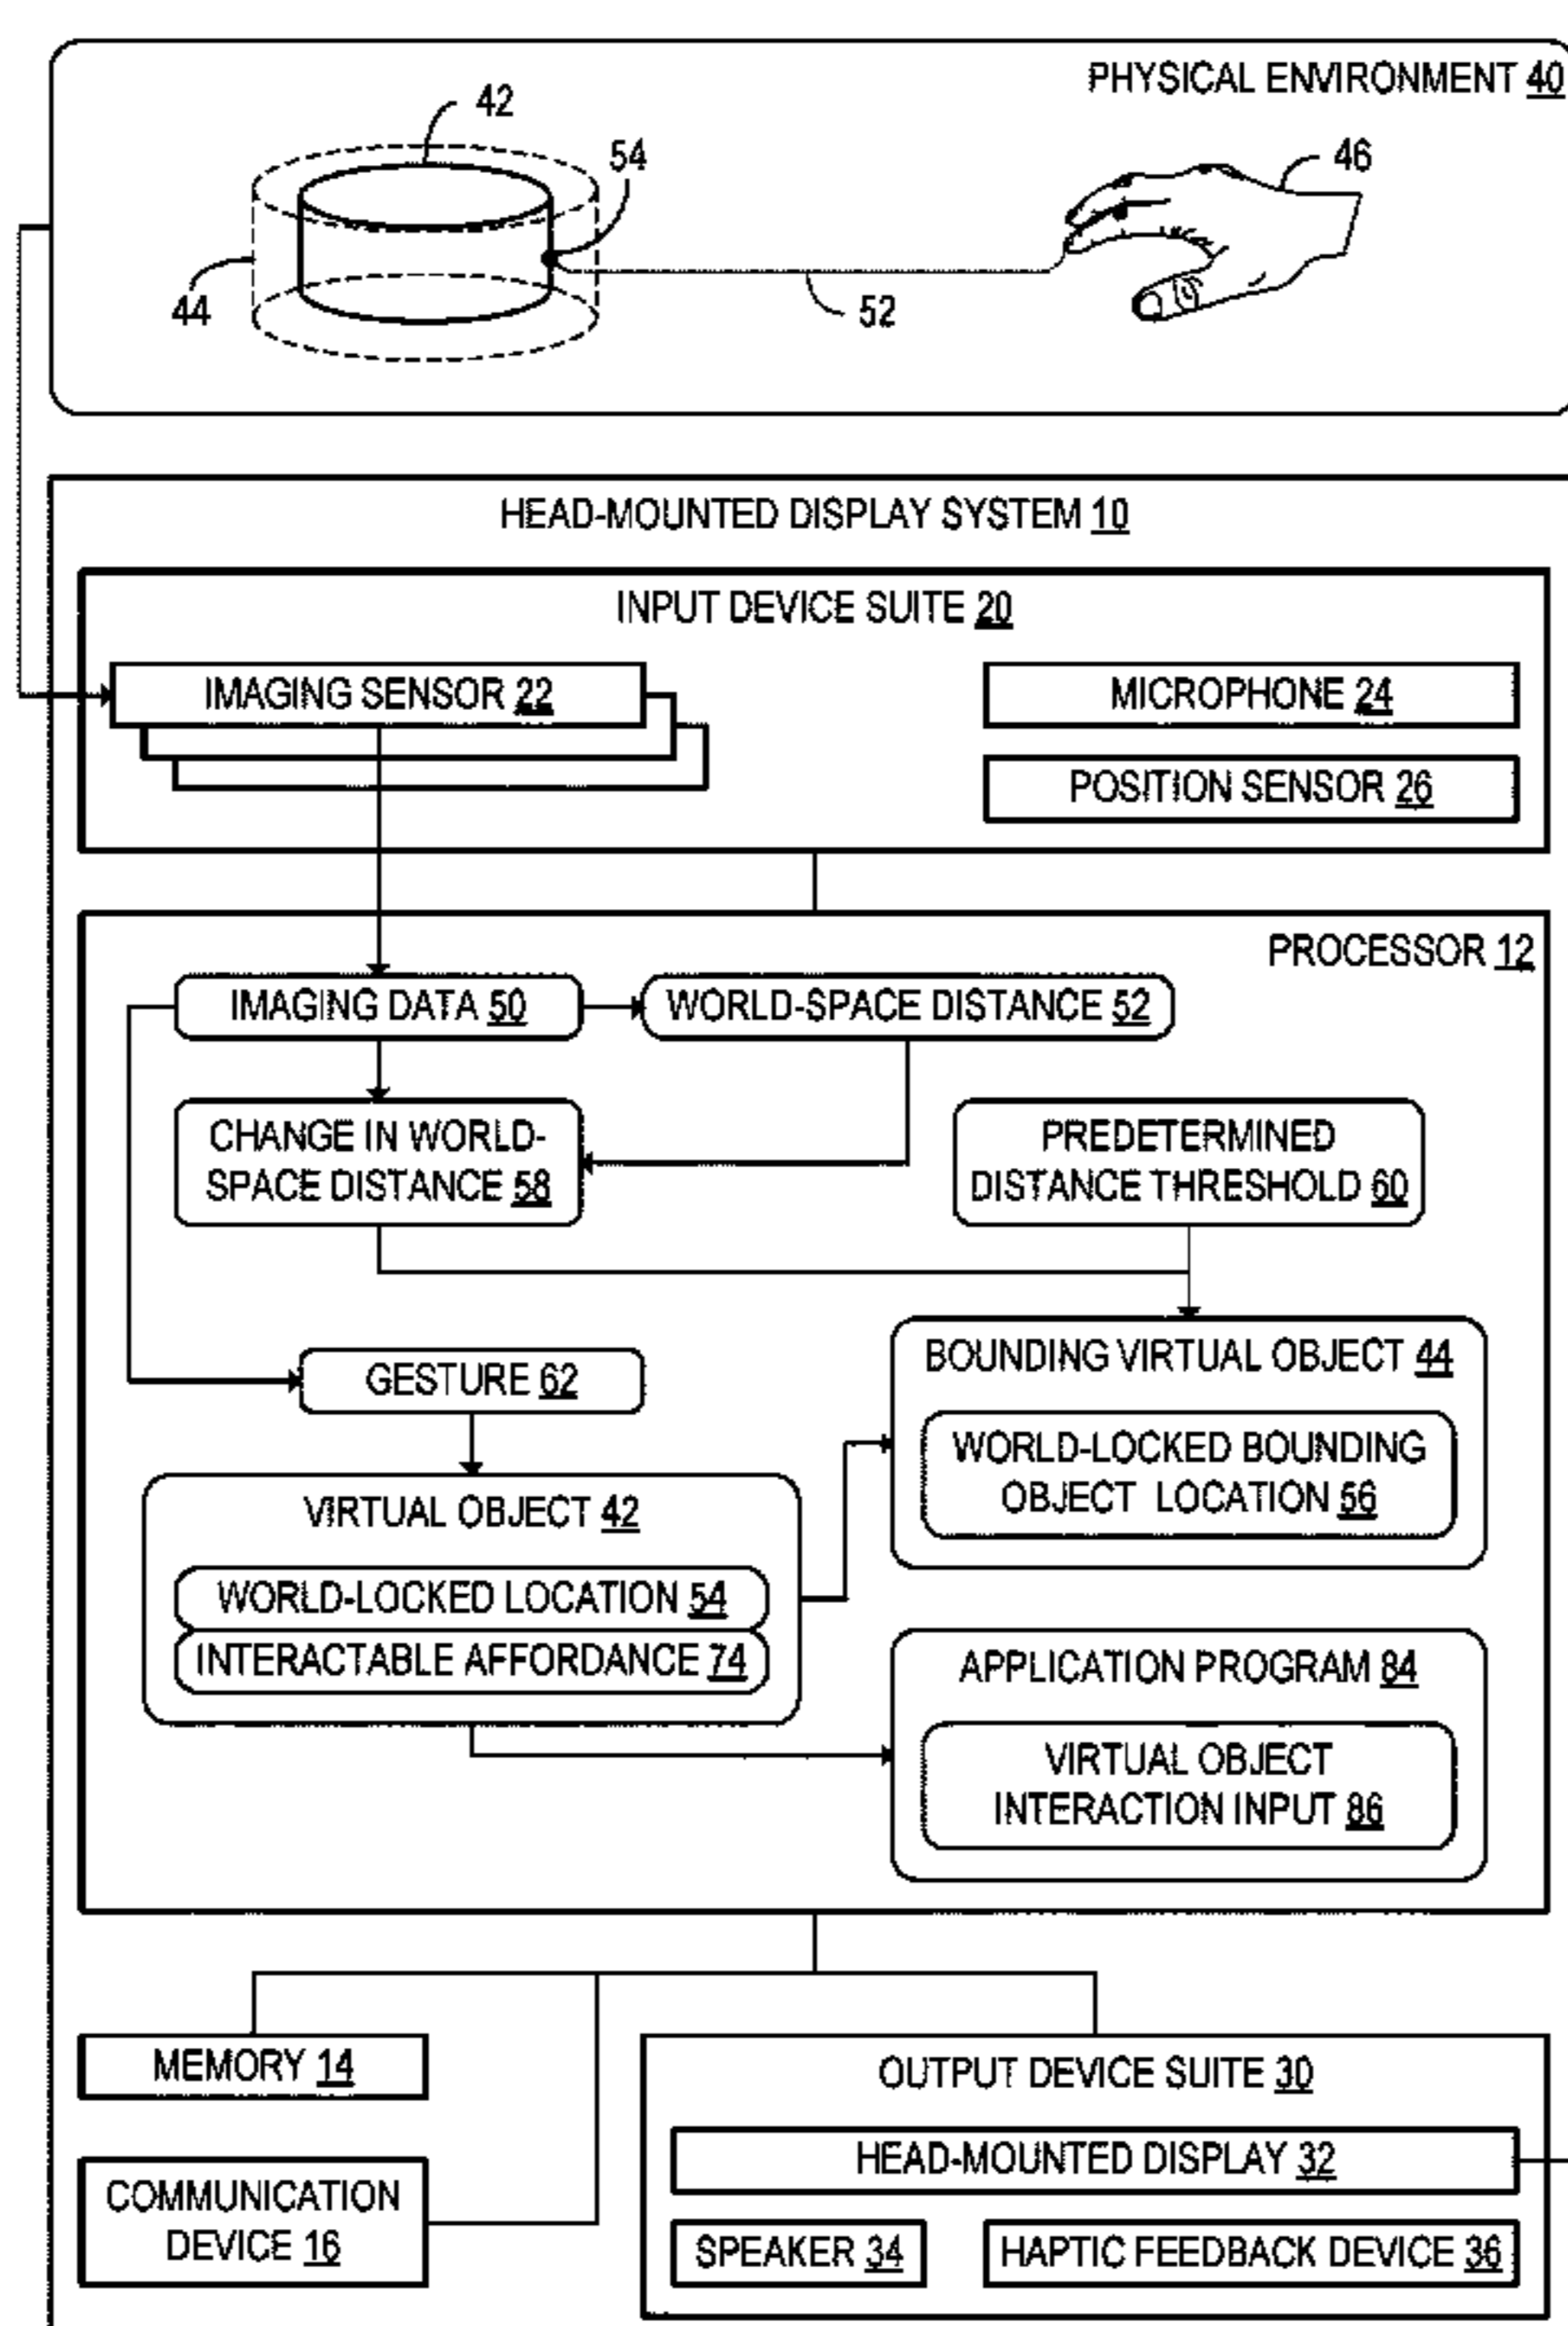 PHYSICAL ENVIRONMENT 40
42
54
46
44
52
HEAD-MOUNTED DISPLAY SYSTEM 10
INPUT DEVICE SUITE 20
IMAGING SENSOR 22
MICROPHONE 24
POSITION SENSOR 26
PROCESSOR 12
IMAGING DATA 50
WORLD-SPACE DISTANCE 52
CHANGE IN WORLD-
SPACE DISTANCE 58
PREDETERMINED
DISTANCE THRESHOLD 60
GESTURE 62
BOUNDING VIRTUAL OBJECT 44
WORLD-LOCKED BOUNDING
OBJECT LOCATION 56
VIRTUAL OBJECT 42
WORLD-LOCKED LOCATION 54
INTERACTABLE AFFORDANCE 74
APPLICATION PROGRAM 84
VIRTUAL OBJECT
INTERACTION INPUT 86
MEMORY 14
COMMUNICATION
DEVICE 16
OUTPUT DEVICE SUITE 30
HEAD-MOUNTED DISPLAY 32
SPEAKER 34
HAPTIC FEEDBACK DEVICE 36